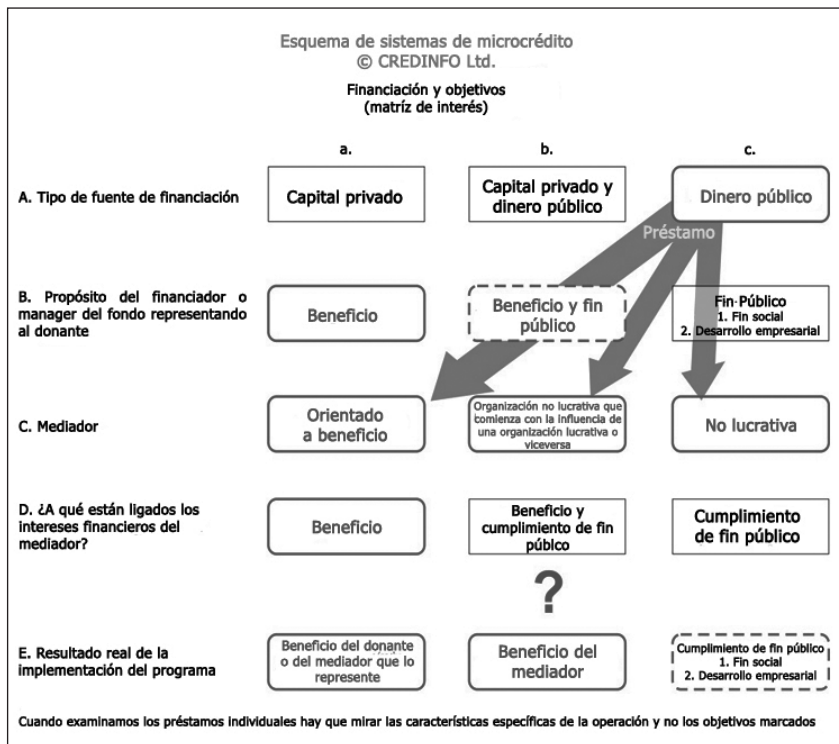 Esquema de sistemas de microcrédito
© CREDINFO Ltd.
Financiación y objetivos
(matríz de interés)
a.
b.
c.
A. Tipo de fuente de financiación
Capital privado
Capital privado y
dinero público
Dinero público
Préstamo
B. Propósito del financiador o
manager del fondo representando
al donante
Beneficio
Beneficio y fin
público
Fin Público
1. Fin social
2. Desarrollo empresarial
C. Mediador
Orientado
a beneficio
Organización no lucrativa que
comienza con la influencia de
una organización lucrativa o
viceversa
No lucrativa
D. ¿A qué están ligados los
intereses financieros del
mediador?
Beneficio
Beneficio y
cumplimiento de fin
púbIco
Cumplimiento
de fin público
?
E. Resultado real de la
implementación del programa
Beneficio del donante
o del mediador que lo
represente
Beneficio del
mediador
Cumplimiento de fin público
1. Fin social
2. Desarrollo empresarial
Cuando examinamos los préstamos individuales hay que mirar las características específicas de la operación y no los objetivos marcados